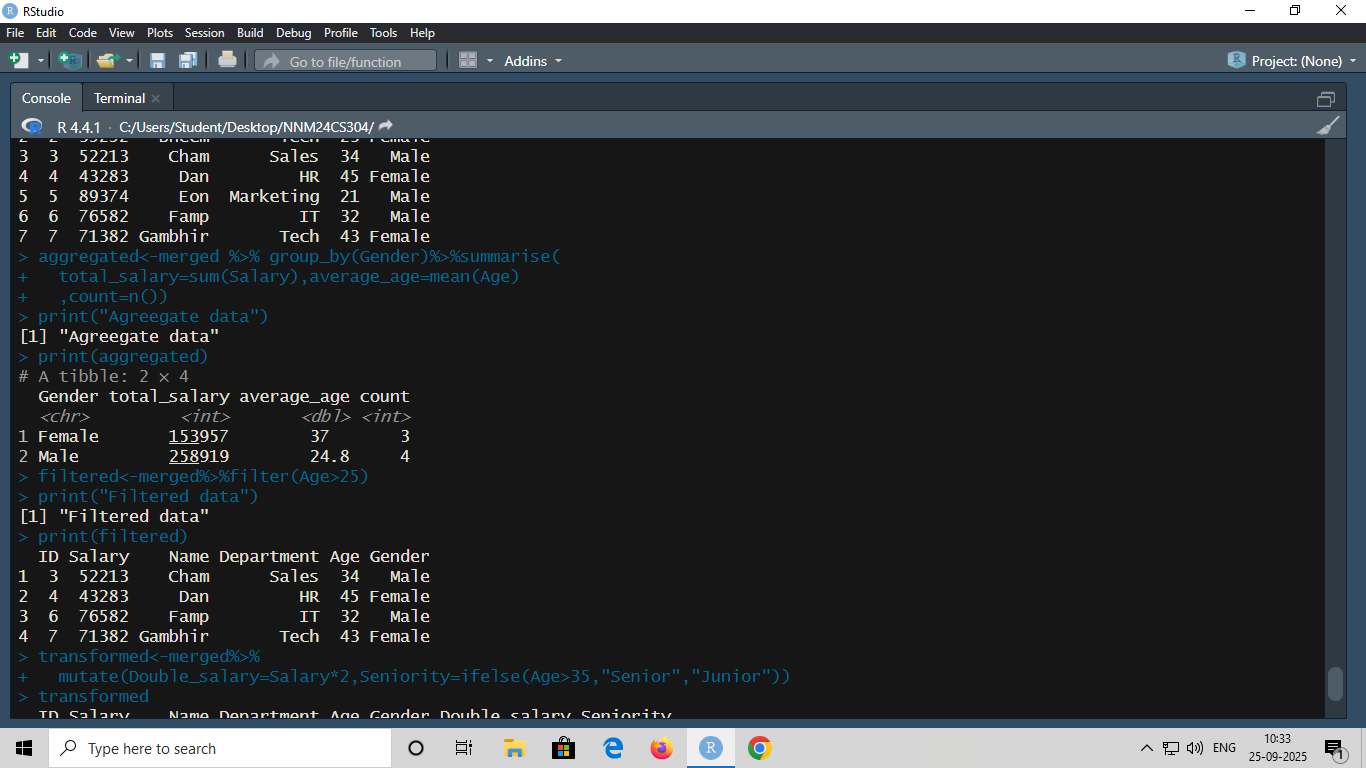 RStudio
File Edit Code View Plots Session Build Debug Profile Tools Help
Go to file/function Addins Project: (None)
Console Terminal
R 4.4.1 · C:/Users/Student/Desktop/NNM24CS304/
3 3 52213 Cham Sales 34 Male
4 4 43283 Dan HR 45 Female
5 5 89374 Eon Marketing 21 Male
6 6 76582 Famp IT 32 Male
7 7 71382 Gambhir Tech 43 Female
> aggregated<-merged %>% group_by(Gender)%>%summarise(
+ total_salary=sum(Salary),average_age=mean(Age)
+ ,count=n())
> print("Agreegate data")
[1] "Agreegate data"
> print(aggregated)
# A tibble: 2 × 4
Gender total_salary average_age count
<chr> <int> <dbl> <int>
1 Female 153957 37 3
2 Male 258919 24.8 4
> filtered<-merged%>%filter(Age>25)
> print("Filtered data")
[1] "Filtered data"
> print(filtered)
ID Salary Name Department Age Gender
1 3 52213 Cham Sales 34 Male
2 4 43283 Dan HR 45 Female
3 6 76582 Famp IT 32 Male
4 7 71382 Gambhir Tech 43 Female
> transformed<-merged%>%
+ mutate(Double_salary=Salary*2,Seniority=ifelse(Age>35,"Senior","Junior"))
> transformed
ID Salary Name Department Age Gender Double_salary Seniority
Type here to search ENG 10:33
25-09-2025 1